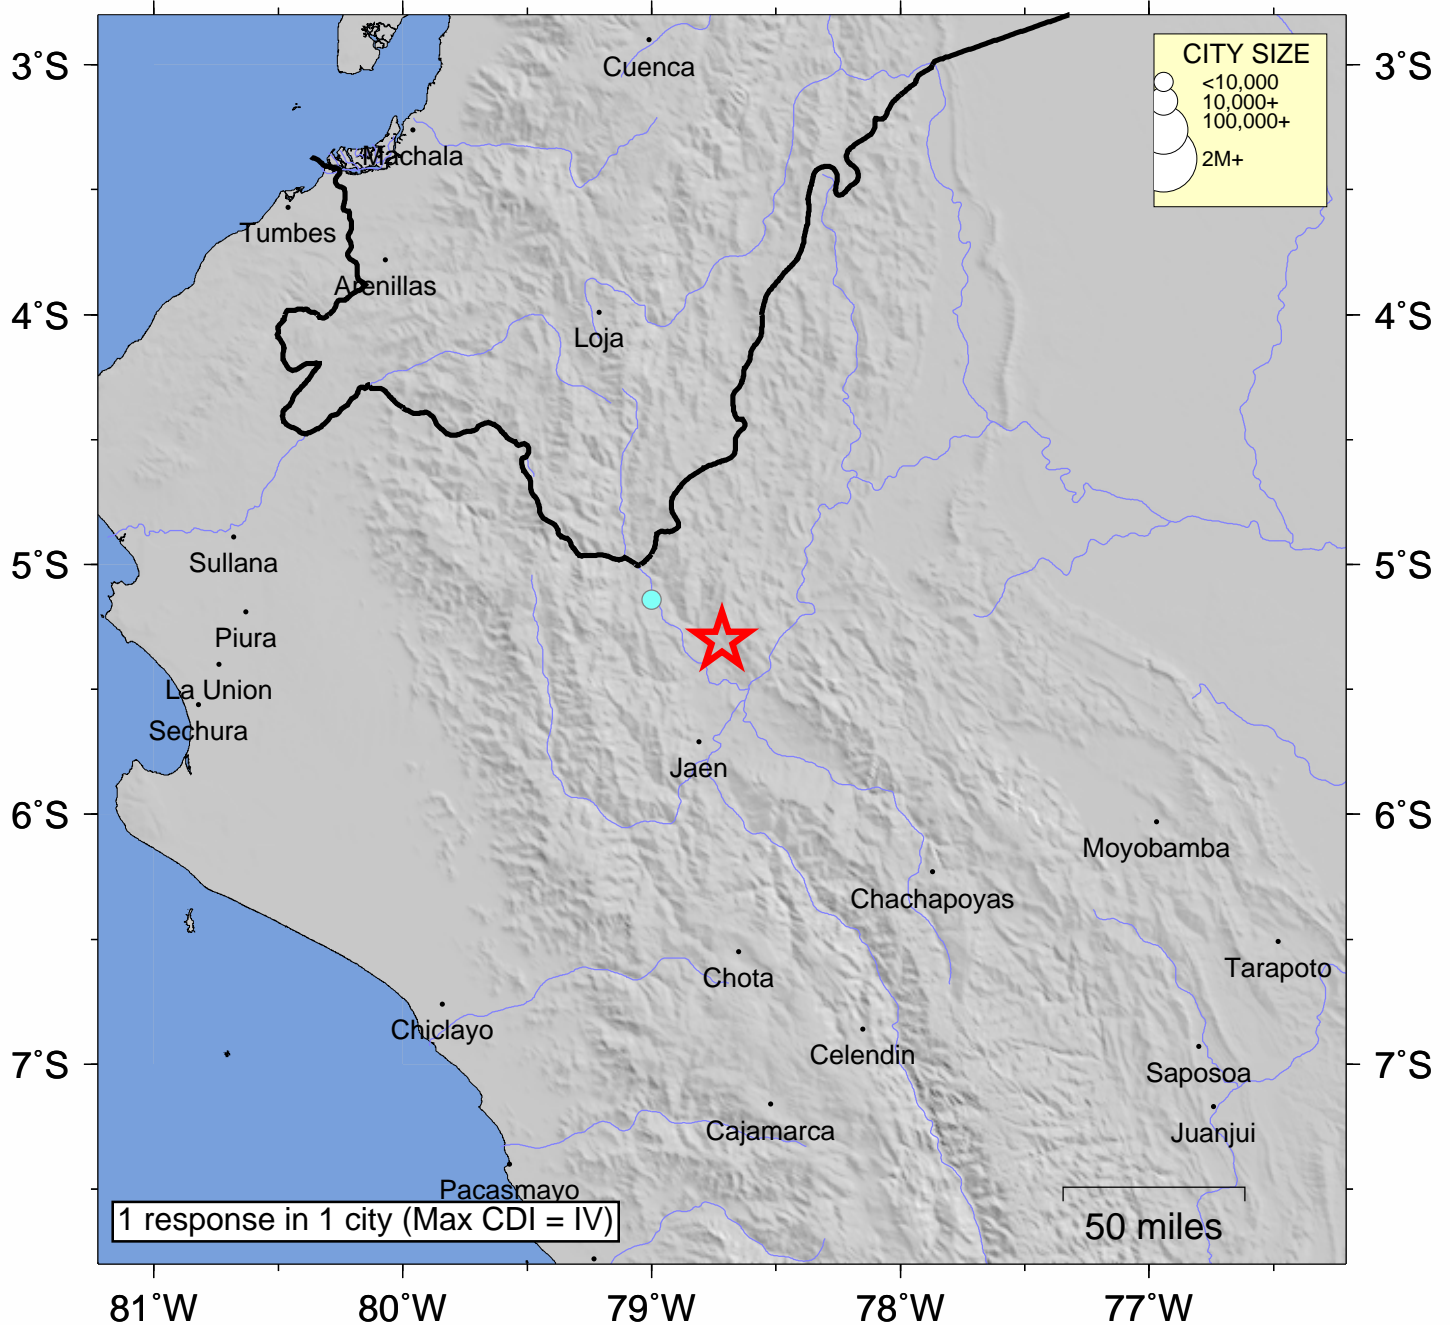 3°S
Cuenca
CITY SIZE
<10,000
10,000+
100,000+
2M+
3°S
Machala
Tumbes
Arenillas
4°S
Loja
4°S
5°S
Sullana
5°S
Piura
La Union
Sechura
Jaen
6°S
Moyobamba
6°S
Chachapoyas
Chota
Tarapoto
Chiclayo
Celendin
7°S
Saposoa
7°S
Cajamarca
Juanjui
Pacasmayo
1 response in 1 city (Max CDI = IV)
50 miles
81°W
80°W
79°W
78°W
77°W